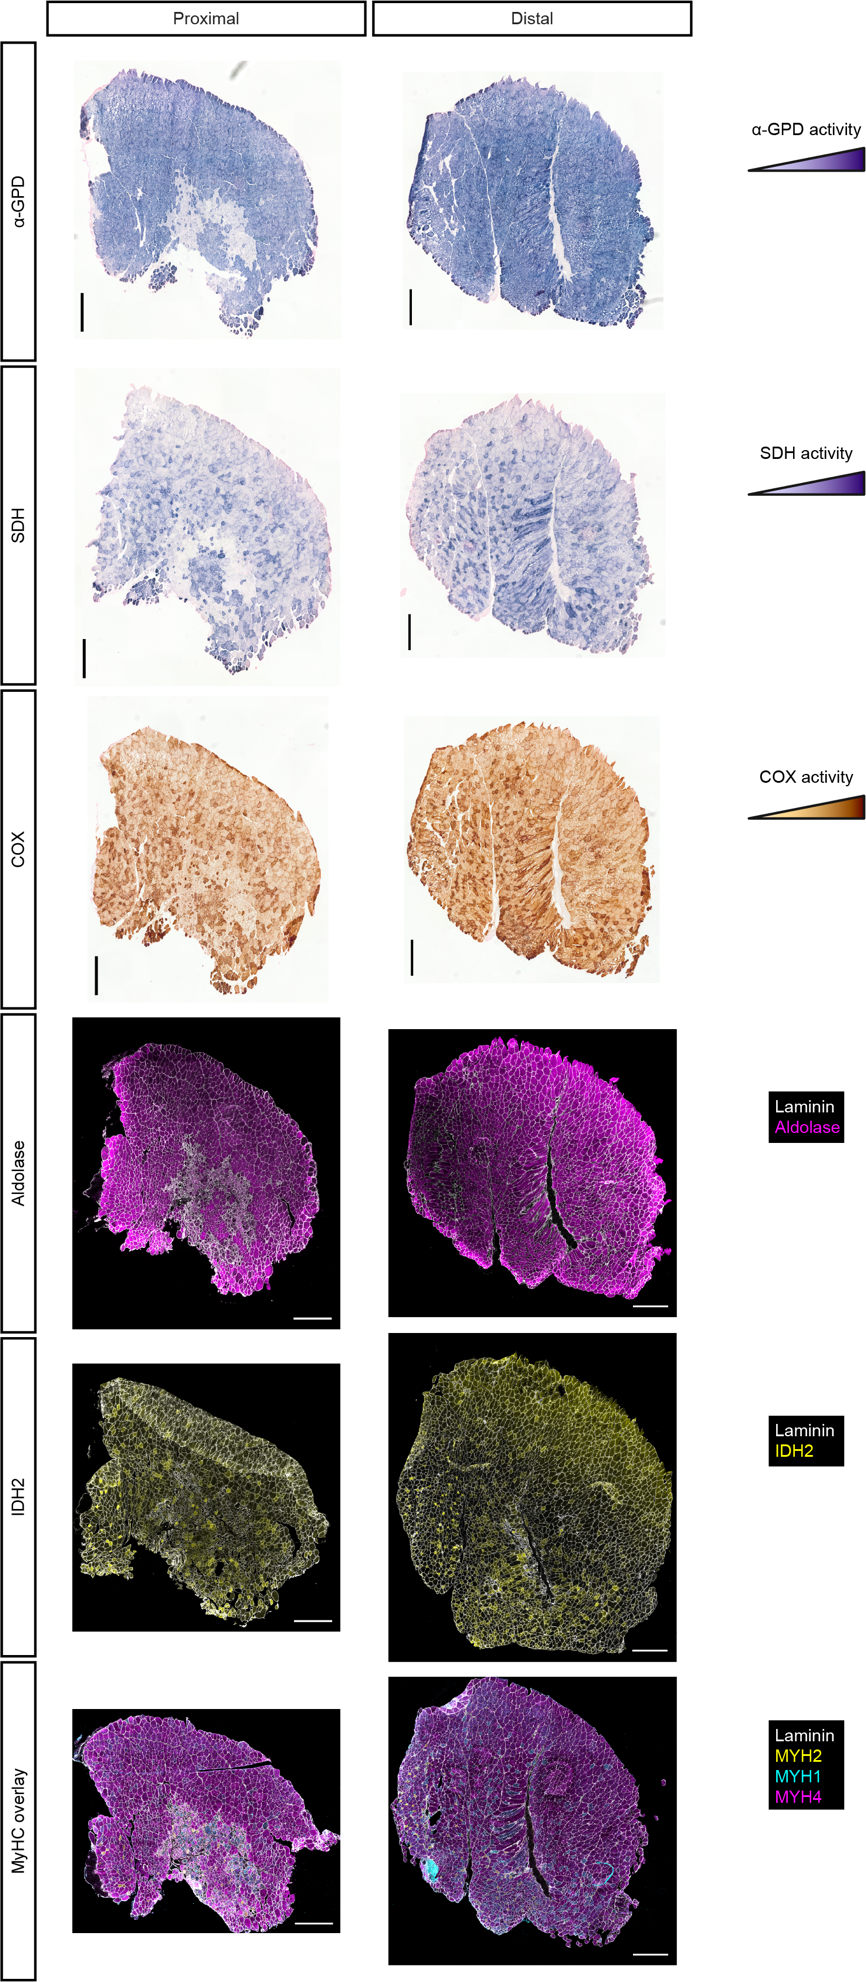 Proximal
Distal
α-GPD
α-GPD activity
SDH
SDH activity
COX
COX activity
Aldolase
Laminin
Aldolase
IDH2
Laminin
IDH2
MyHC overlay
Laminin
MYH2
MYH1
MYH4